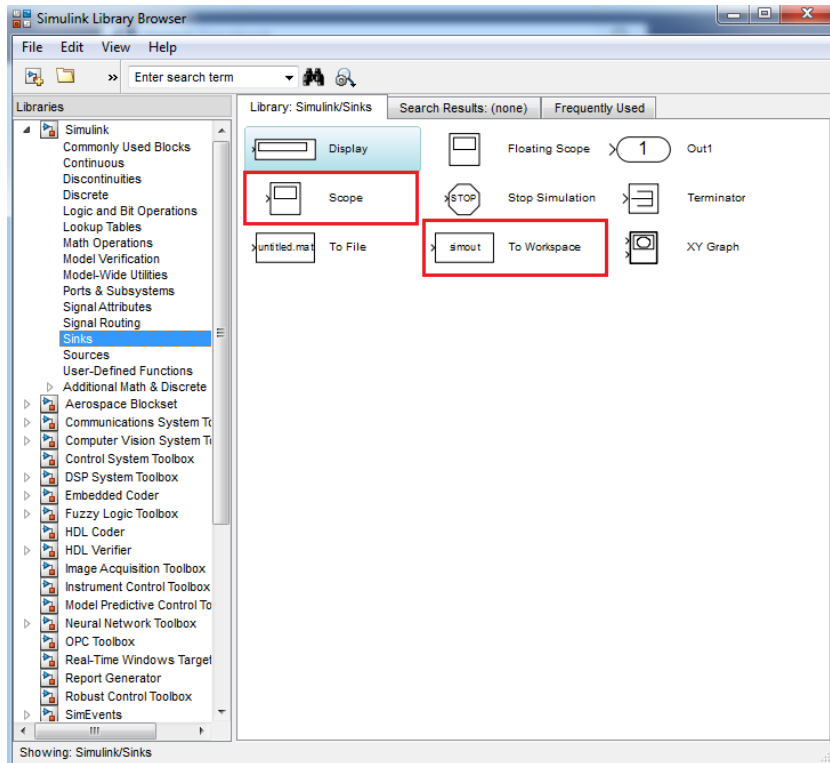 Simulink Library Browser
File Edit View Help
» Enter search term
Libraries
Library: Simulink/Sinks Search Results: (none) Frequently Used
Simulink
Commonly Used Blocks
Continuous
Discontinuities
Discrete
Logic and Bit Operations
Lookup Tables
Math Operations
Model Verification
Model-Wide Utilities
Ports & Subsystems
Signal Attributes
Signal Routing
Sinks
Sources
User-Defined Functions
Additional Math & Discrete
Aerospace Blockset
Communications System To
Computer Vision System T
Control System Toolbox
DSP System Toolbox
Embedded Coder
Fuzzy Logic Toolbox
HDL Coder
HDL Verifier
Image Acquisition Toolbox
Instrument Control Toolbox
Model Predictive Control To
Neural Network Toolbox
OPC Toolbox
Real-Time Windows Target
Report Generator
Robust Control Toolbox
SimEvents
Display Floating Scope 1 Out1
Scope STOP Stop Simulation Terminator
untitled.mat To File simout To Workspace XY Graph
Showing: Simulink/Sinks